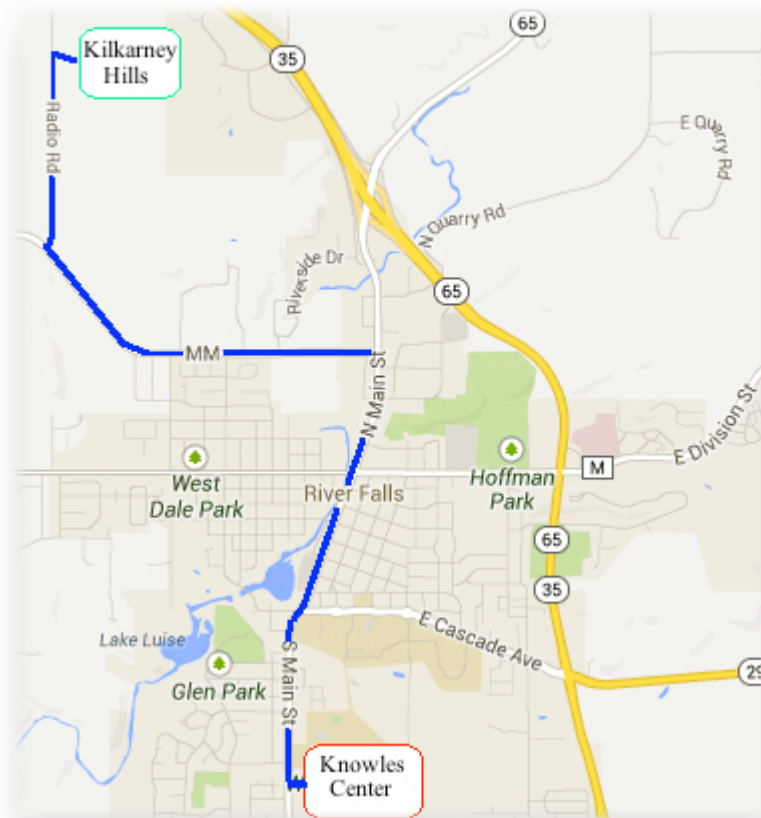 65
Kilkarney
Hills
35
Radio Rd
E Quarry Rd
N Quarry Rd
Riverside Dr
65
MM
N Main St
E Division St
M
West
Dale Park
Hoffman
Park
River Falls
65
35
E Cascade Ave
Lake Luise
S Main St
Glen Park
29
Knowles
Center